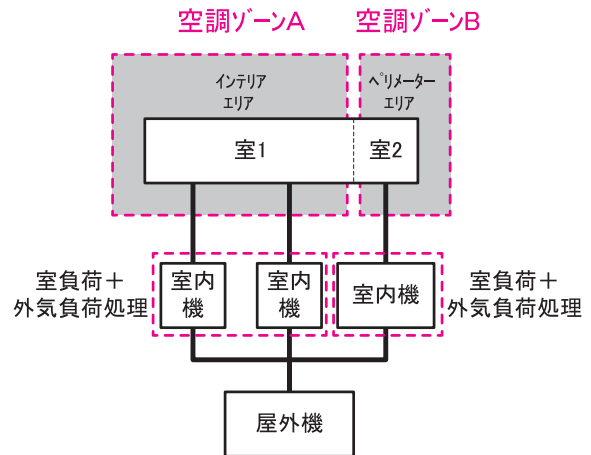 空調ゾーンA
空調ゾーンB
インテリア
エリア
ペリメーター
エリア
室1
室2
室負荷＋
外気負荷処理
室内
機
室内
機
室内機
室負荷＋
外気負荷処理
屋外機